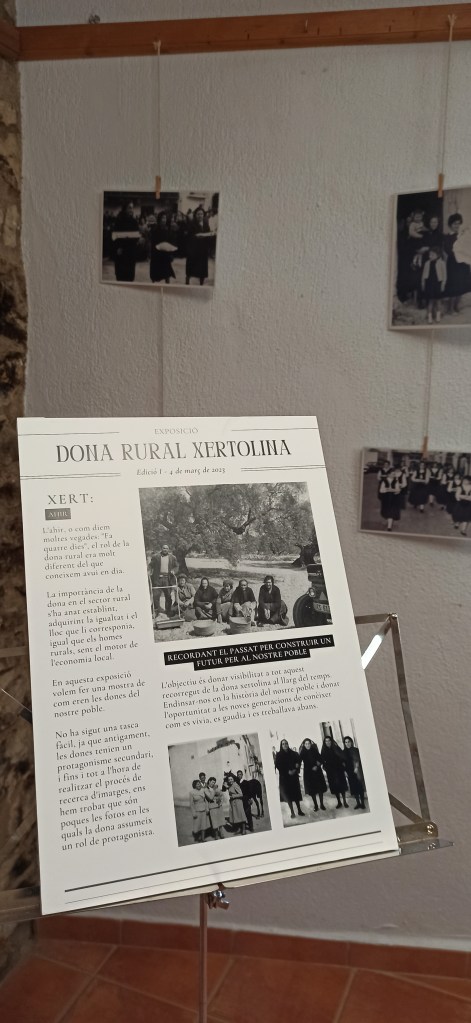 EXPOSICIÓ
DONA RURAL XERTOLINA
Edició I - 4 de març de 2023
XERT:
AHIR
L'ahir, o com diem
moltes vegades, "Fa
quatre dies", el rol de la
dona rural era molt
diferent del que
coneixem avui en dia.
La importància de la
dona en el sector rural
s'ha anat establint,
adquirint la igualtat i el
lloc que li corresponia,
igual que els homes
rurals, sent el motor de
l'economia local.
En aquesta exposició
volem fer una mostra de
com eren les dones del
nostre poble.
No ha sigut una tasca
fàcil, ja que antigament,
les dones tenien un
protagonisme secundari,
i fins i tot a l'hora de
realitzar el procés de
recerca d'imatges, ens
hem trobat que són
poques les fotos en les
quals la dona assumeix
un rol de protagonista.
RECORDANT EL PASSAT PER CONSTRUIR UN
FUTUR PER AL NOSTRE POBLE
L'objectiu és donar visibilitat a tot aquest
recorregut de la dona xertolina al llarg del temps.
Endinsar-nos en la història del nostre poble i donar
l'oportunitat a les noves generacions de conèixer
com es vivia, es gaudia i es treballava abans.